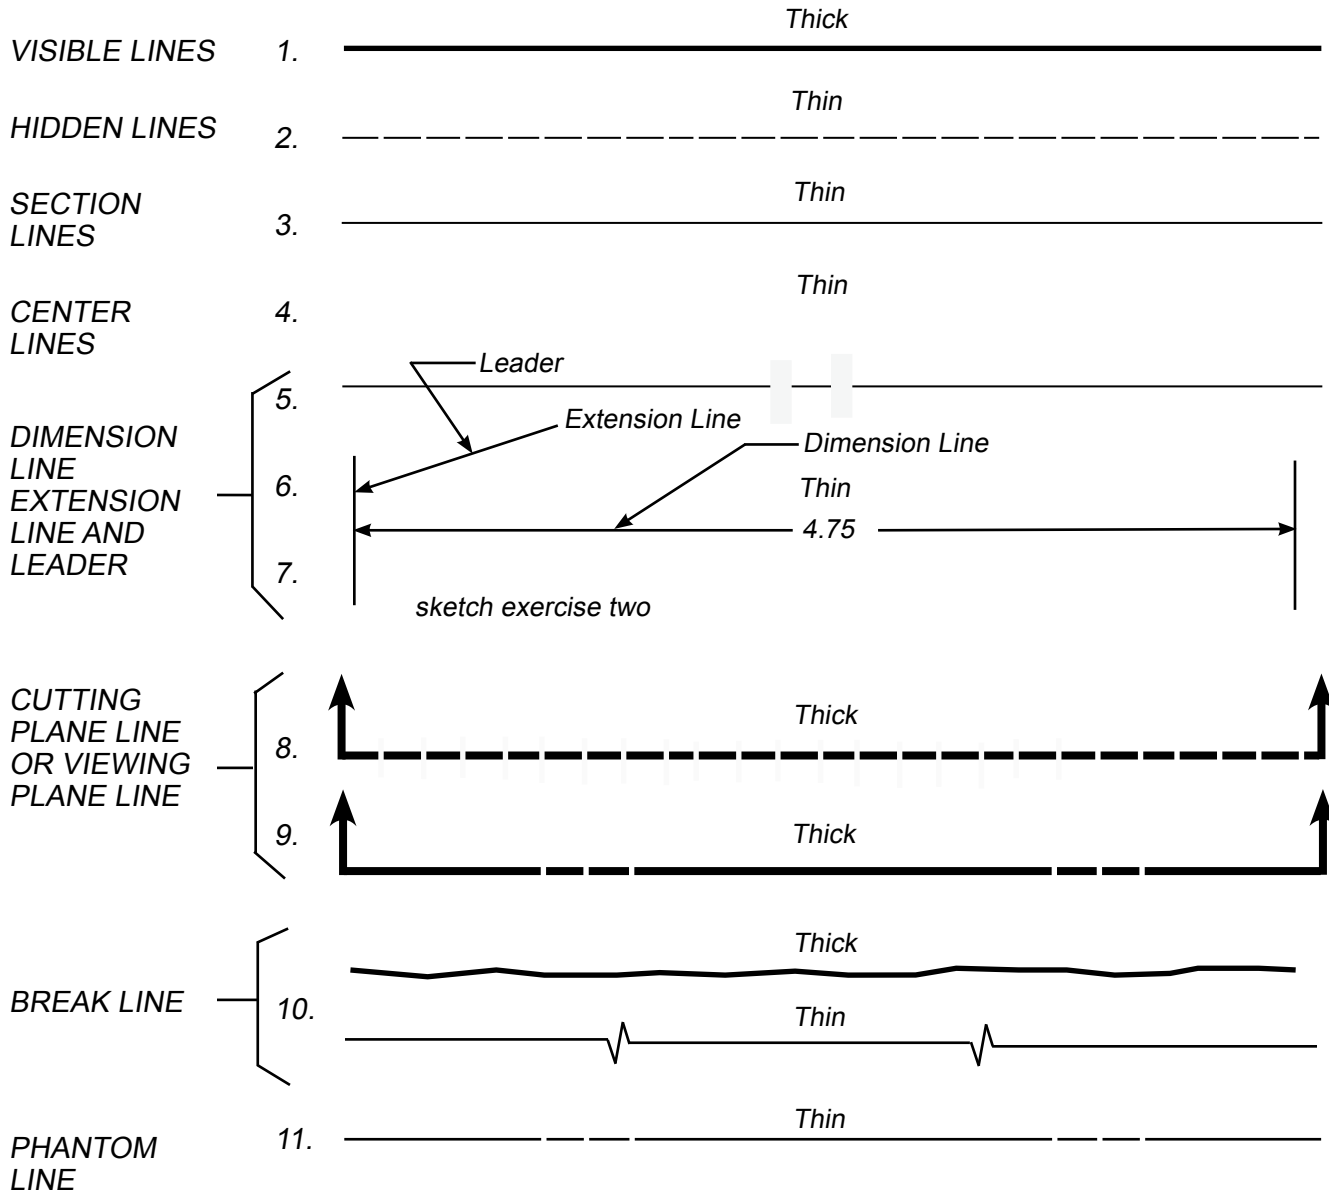 Thick
VISIBLE LINES 1.
Thin
HIDDEN LINES 2.
Thin
SECTION
LINES
3.
Thin
CENTER
LINES
4.
Leader
5.
Extension Line
Dimension Line
DIMENSION
LINE
EXTENSION
LINE AND
LEADER
6.
Thin
4.75
7.
sketch exercise two
CUTTING
PLANE LINE
OR VIEWING
PLANE LINE
Thick
8.
9.
Thick
Thick
BREAK LINE
10.
Thin
Thin
11.
PHANTOM
LINE